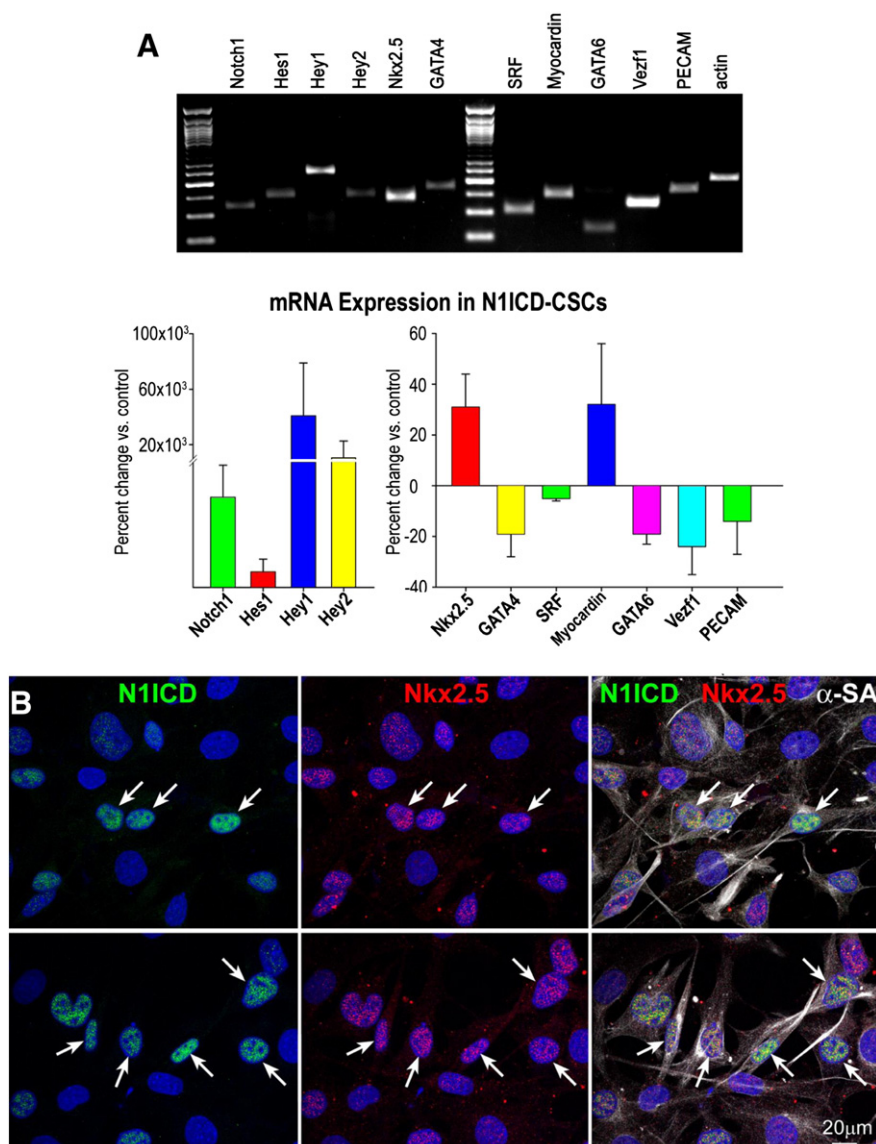 A
Notch1 Hes1 Hey1 Hey2 Nkx2.5 GATA4 SRF Myocardin GATA6 Vezf1 PECAM actin
mRNA Expression in N1ICD-CSCs
Percent change vs. control
100x10³
60x10³
20x10³
Notch1 Hes1 Hey1 Hey2
Percent change vs. control
60
40
20
0
-20
-40
Nkx2.5 GATA4 SRF Myocardin GATA6 Vezf1 PECAM
B N1ICD Nkx2.5 N1ICD Nkx2.5 α-SA
20μm